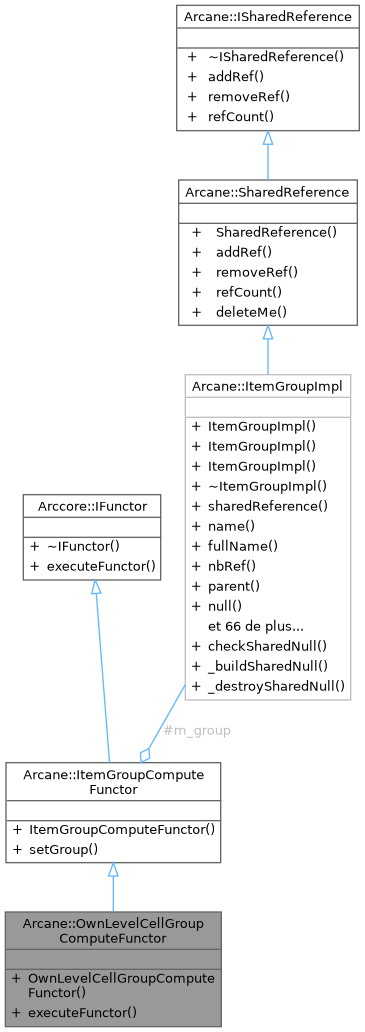 Arcane::ISharedReference
+ ~ISharedReference()
+ addRef()
+ removeRef()
+ refCount()
Arcane::SharedReference
+ SharedReference()
+ addRef()
+ removeRef()
+ refCount()
+ deleteMe()
Arcane::ItemGroupImpl
+ ItemGroupImpl()
+ ItemGroupImpl()
+ ItemGroupImpl()
+ ~ItemGroupImpl()
+ sharedReference()
+ name()
+ fullName()
+ nbRef()
+ parent()
+ null()
et 66 de plus...
+ checkSharedNull()
+ _buildSharedNull()
+ _destroySharedNull()
Arccore::IFunctor
+ ~IFunctor()
+ executeFunctor()
#m_group
Arcane::ItemGroupCompute
Functor
+ ItemGroupComputeFunctor()
+ setGroup()
Arcane::OwnLevelCellGroup
ComputeFunctor
+ OwnLevelCellGroupCompute
Functor()
+ executeFunctor()